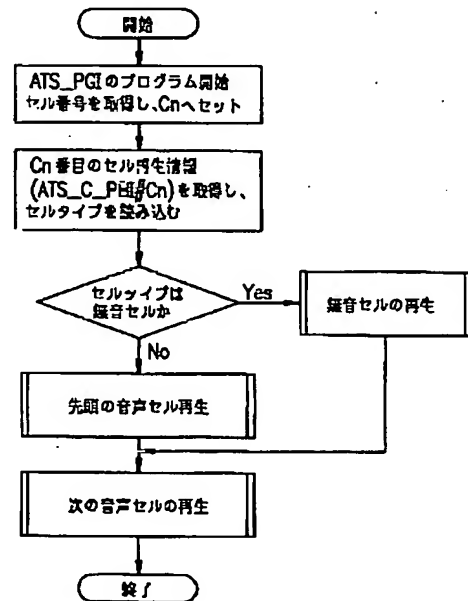 開始
ATS_PGIのプログラム開始
セル番号を取得し、Cnへセット
Cn番目のセル再生情報
(ATS_C_PBI#Cn)を取得し、
セルタイプを読み込む
セルタイプは
無音セルか
Yes
無音セルの再生
No
先頭の音声セル再生
次の音声セルの再生
終了